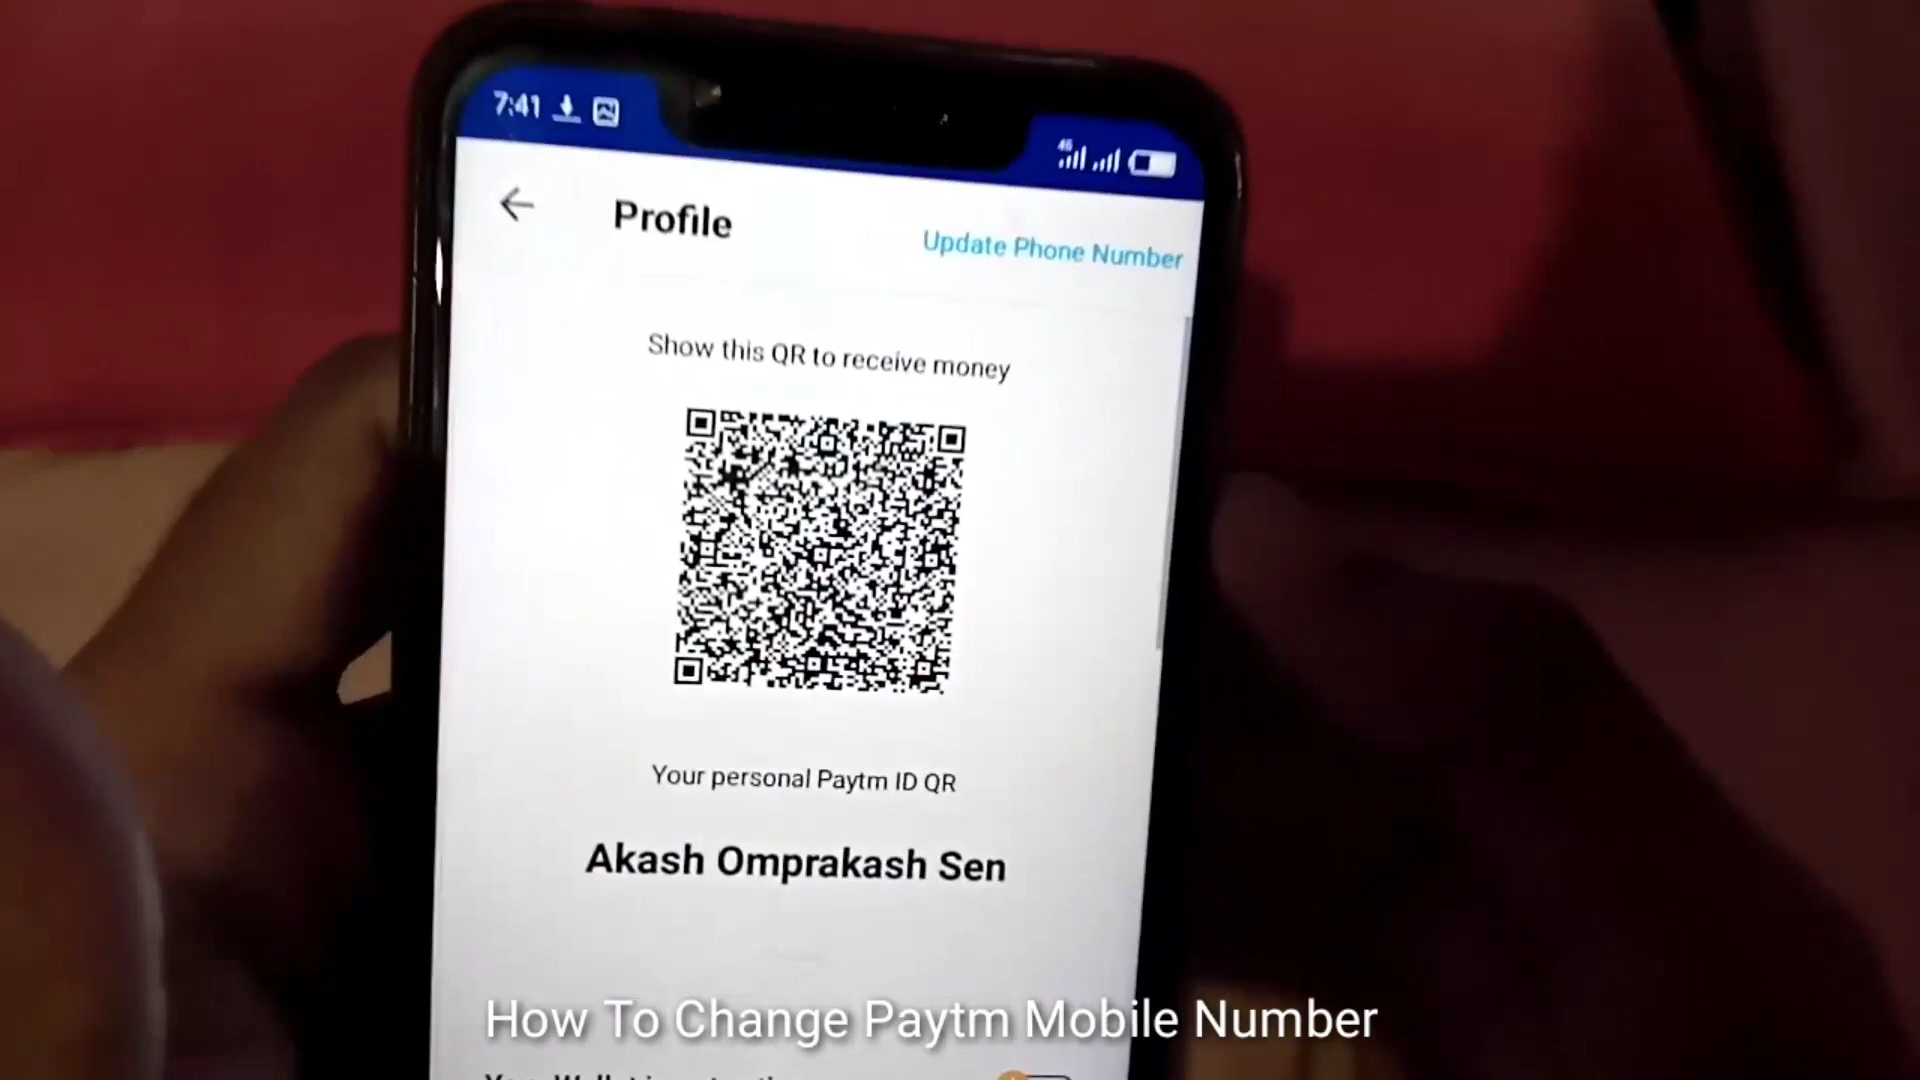 7:41
4G
Profile
Update Phone Number
Show this QR to receive money
Your personal Paytm ID QR
Akash Omprakash Sen
How To Change Paytm Mobile Number